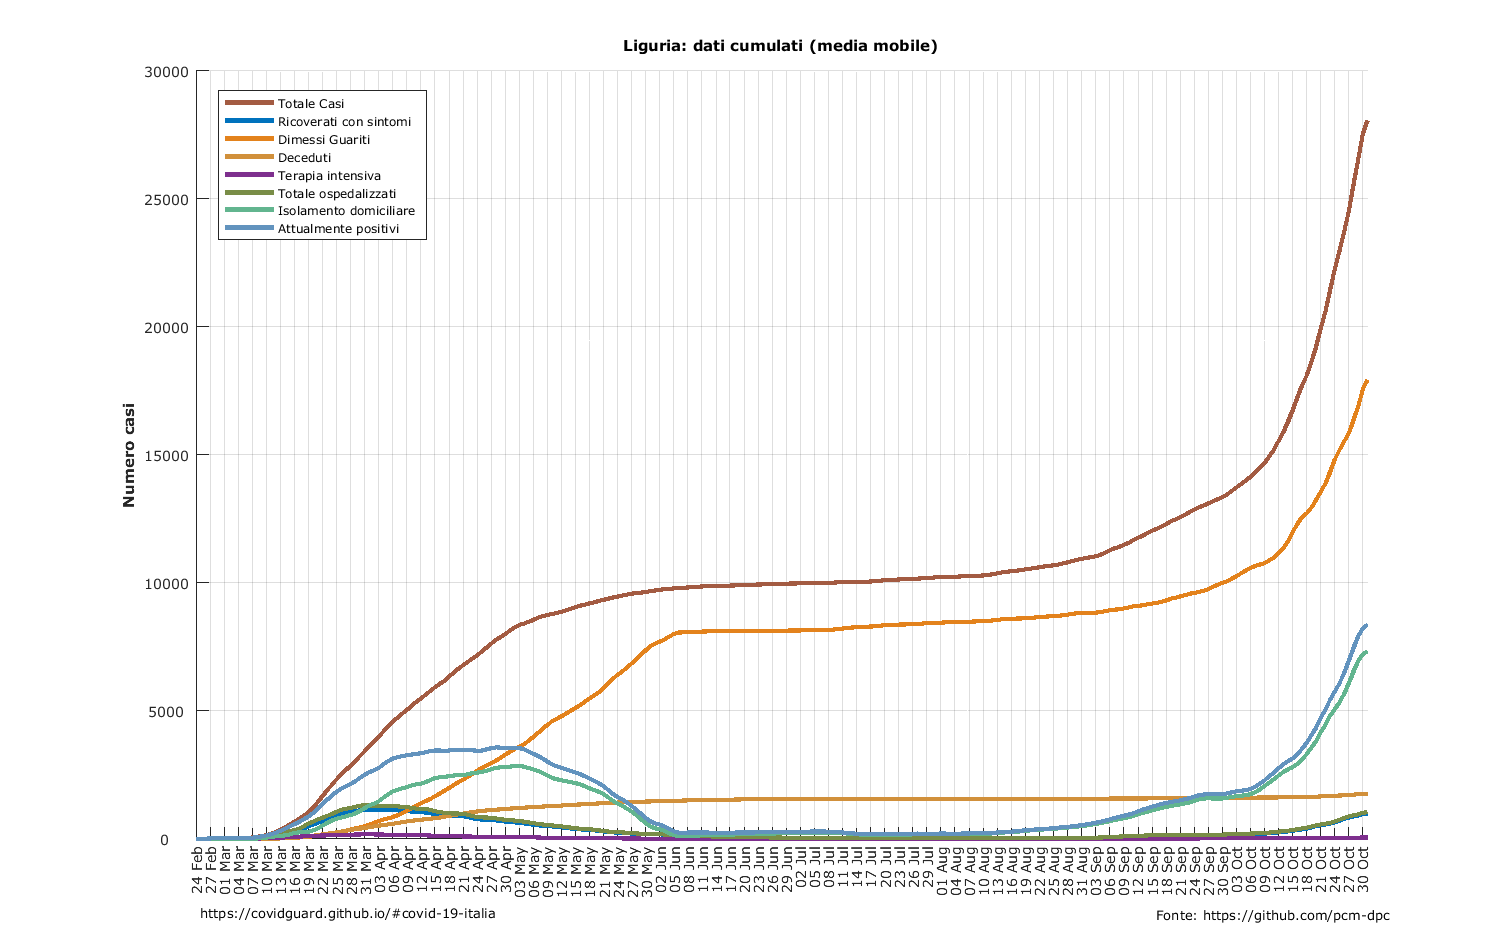 Liguria: dati cumulati (media mobile)
30000
25000
20000
15000
10000
5000
0
Numero casi
Totale Casi
Ricoverati con sintomi
Dimessi Guariti
Deceduti
Terapia intensiva
Totale ospedalizzati
Isolamento domiciliare
Attualmente positivi
24 Feb
27 Feb
01 Mar
04 Mar
07 Mar
10 Mar
13 Mar
16 Mar
19 Mar
22 Mar
25 Mar
28 Mar
31 Mar
03 Apr
06 Apr
09 Apr
12 Apr
15 Apr
18 Apr
21 Apr
24 Apr
27 Apr
30 Apr
03 May
06 May
09 May
12 May
15 May
18 May
21 May
24 May
27 May
30 May
02 Jun
05 Jun
08 Jun
11 Jun
14 Jun
17 Jun
20 Jun
23 Jun
26 Jun
29 Jun
02 Jul
05 Jul
08 Jul
11 Jul
14 Jul
17 Jul
20 Jul
23 Jul
26 Jul
29 Jul
01 Aug
04 Aug
07 Aug
10 Aug
13 Aug
16 Aug
19 Aug
22 Aug
25 Aug
28 Aug
31 Aug
03 Sep
06 Sep
09 Sep
12 Sep
15 Sep
18 Sep
21 Sep
24 Sep
27 Sep
30 Sep
03 Oct
06 Oct
09 Oct
12 Oct
15 Oct
18 Oct
21 Oct
24 Oct
27 Oct
30 Oct
https://covidguard.github.io/#covid-19-italia
Fonte: https://github.com/pcm-dpc